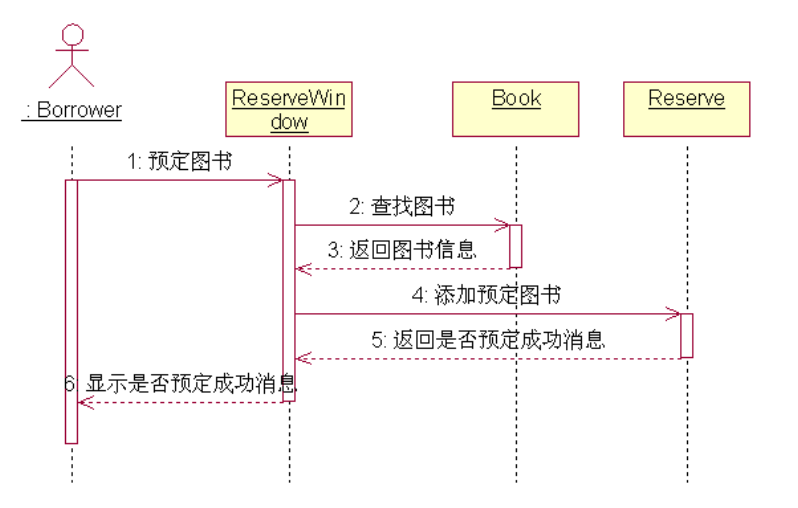 : Borrower
ReserveWin
dow
Book
Reserve
1: 预定图书
2: 查找图书
3: 返回图书信息
4: 添加预定图书
5: 返回是否预定成功消息
6: 显示是否预定成功消息